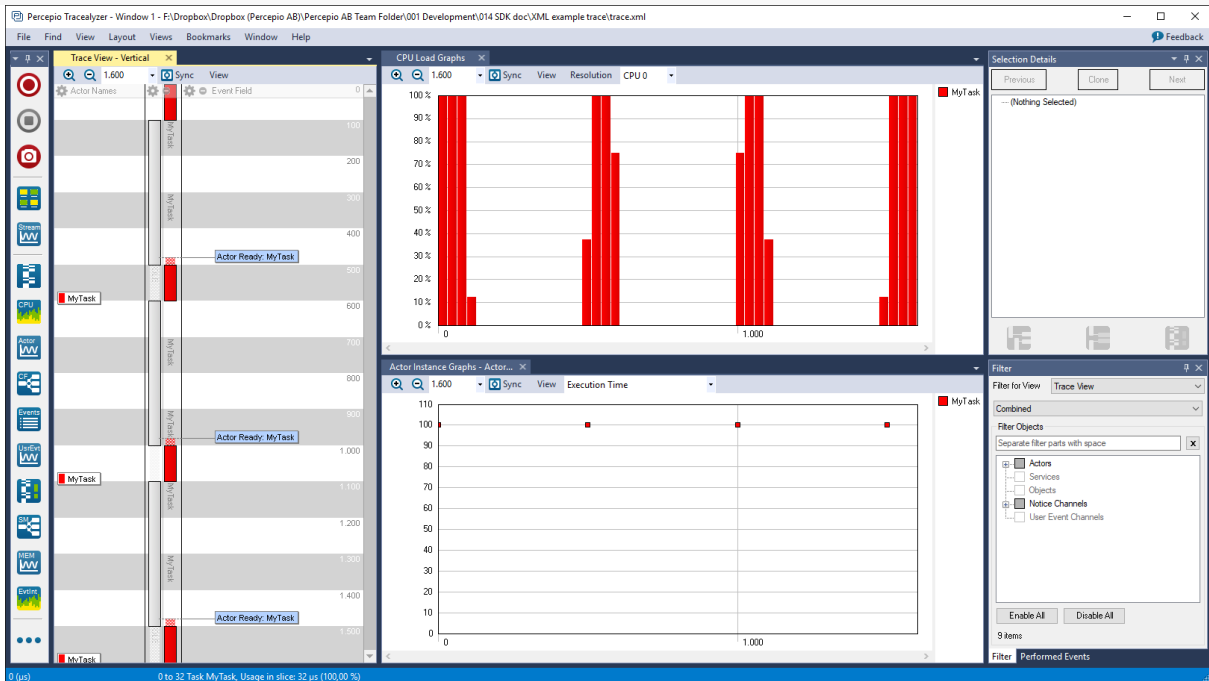 Percepio Tracealyzer - Window 1 - F:\Dropbox\Dropbox (Percepio AB)\Percepio AB Team Folder\001 Development\014 SDK doc\XML example trace\trace.xml
File Find View Layout Views Bookmarks Window Help
Feedback
Trace View - Vertical
1.600 Sync View
Actor Names
Event Field
0
100
200
300
400
500
600
700
800
900
1.000
1.100
1.200
1.300
1.400
1.500
MyTask
MyTask
MyTask
MyTask
MyTask
MyTask
Actor Ready: MyTask
MyTask
Actor Ready: MyTask
MyTask
Actor Ready: MyTask
MyTask
Stream
CPU
Actor
CF
Events
UsrEvt
SM
MEM
EvtInt
CPU Load Graphs
1.600 Sync View Resolution CPU 0
100 %
90 %
80 %
70 %
60 %
50 %
40 %
30 %
20 %
10 %
0 %
0
1.000
MyTask
Actor Instance Graphs - Actor...
1.600 Sync View Execution Time
110
100
90
80
70
60
50
40
30
20
10
0
0
1.000
MyTask
Selection Details
Previous Clone Next
(Nothing Selected)
Filter
Filter for View Trace View
Combined
Filter Objects
Separate filter parts with space
x
Actors
Services
Objects
Notice Channels
User Event Channels
Enable All Disable All
9 items
Filter Performed Events
0 (µs)
0 to 32 Task MyTask, Usage in slice: 32 µs (100,00 %)